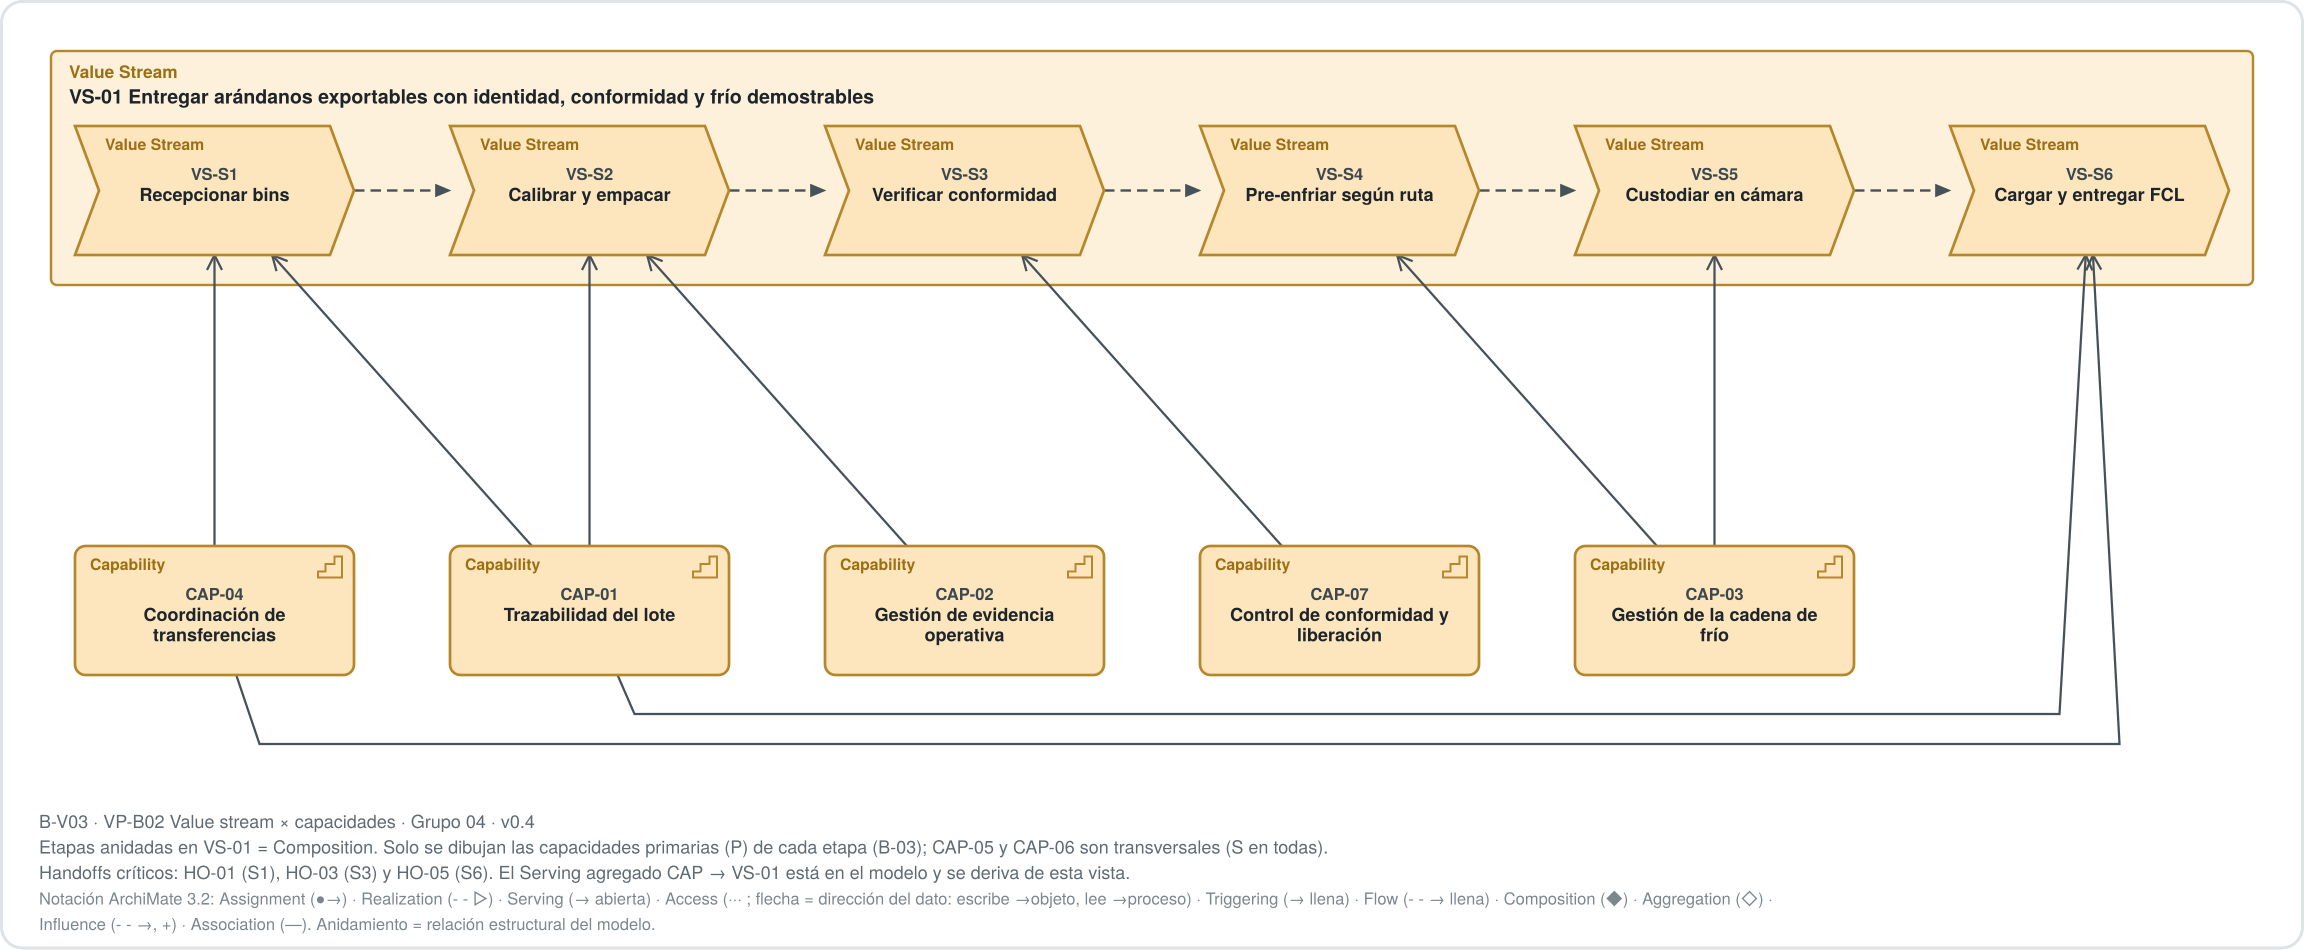 Value Stream
VS-01 Entregar arándanos exportables con identidad, conformidad y frío demostrables
Value Stream
VS-S1
Recepcionar bins
Value Stream
VS-S2
Calibrar y empacar
Value Stream
VS-S3
Verificar conformidad
Value Stream
VS-S4
Pre-enfriar según ruta
Value Stream
VS-S5
Custodiar en cámara
Value Stream
VS-S6
Cargar y entregar FCL
Capability
CAP-04
Coordinación de
transferencias
Capability
CAP-01
Trazabilidad del lote
Capability
CAP-02
Gestión de evidencia
operativa
Capability
CAP-07
Control de conformidad y
liberación
Capability
CAP-03
Gestión de la cadena de
frío
B-V03 · VP-B02 Value stream × capacidades · Grupo 04 · v0.4
Etapas anidadas en VS-01 = Composition. Solo se dibujan las capacidades primarias (P) de cada etapa (B-03); CAP-05 y CAP-06 son transversales (S en todas).
Handoffs críticos: HO-01 (S1), HO-03 (S3) y HO-05 (S6). El Serving agregado CAP → VS-01 está en el modelo y se deriva de esta vista.
Notación ArchiMate 3.2: Assignment (●→) · Realization (- - ▷) · Serving (→ abierta) · Access (··· ; flecha = dirección del dato: escribe →objeto, lee →proceso) · Triggering (→ llena) · Flow (- - → llena) · Composition (◆) · Aggregation (◇) ·
Influence (- - →, +) · Association (—). Anidamiento = relación estructural del modelo.